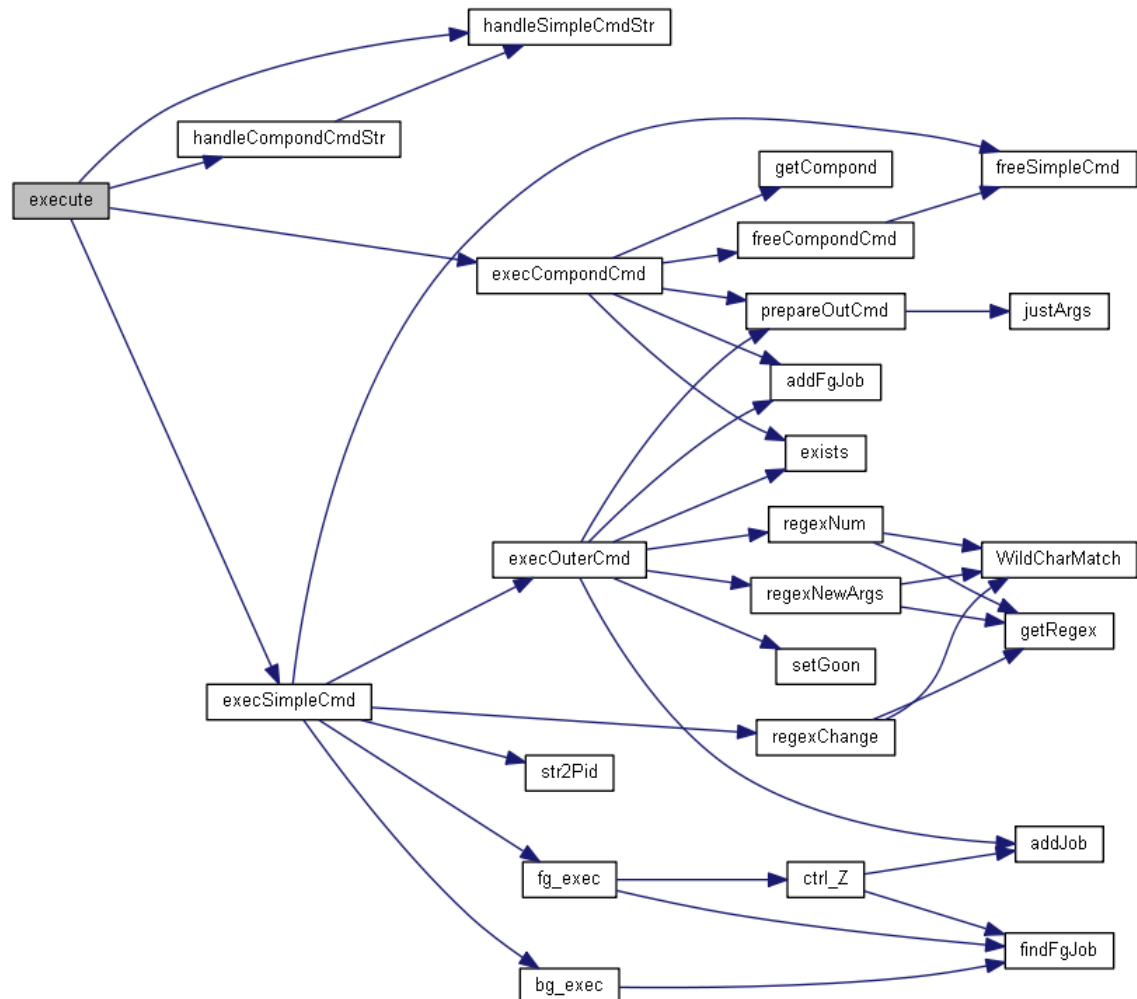 handleSimpleCmdStr
handleCompondCmdStr
getCompond
freeSimpleCmd
execute
freeCompondCmd
execCompondCmd
prepareOutCmd
justArgs
addFgJob
exists
regexNum
execOuterCmd
WildCharMatch
regexNewArgs
getRegex
setGoon
execSimpleCmd
regexChange
str2Pid
addJob
fg_exec
ctrl_Z
findFgJob
bg_exec